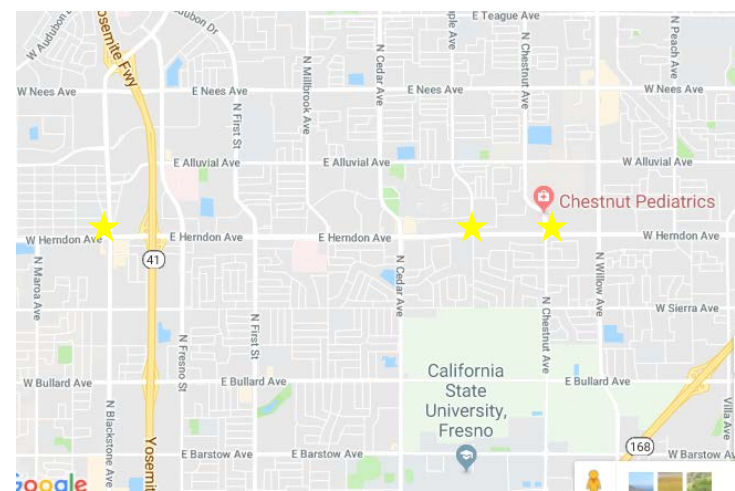 W Audubon D
Audubon Dr
Yosemite Fwy
E Teague Ave
ple Ave
N Chestnut Ave
N Peach Ave
N Millbrook Ave
N Cedar Ave
W Nees Ave
E Nees Ave
E Nees Ave
W Nees Ave
N First St
E Alluvial Ave
E Alluvial Ave
W Alluvial Ave
Chestnut Pediatrics
W Herndon Ave
E Herndon Ave
E Herndon Ave
W Herndon Ave
41
N Maroa Ave
N Cedar Ave
N Chestnut Ave
N Willow Ave
W Sierra Ave
N Fresno St
N First St
California
State
University,
Fresno
W Bullard Ave
E Bullard Ave
E Bullard Ave
N Blackstone Ave
Villa Ave
Yosemit
E Barstow Ave
E Barstow Ave
168
W Barstow Av
Google